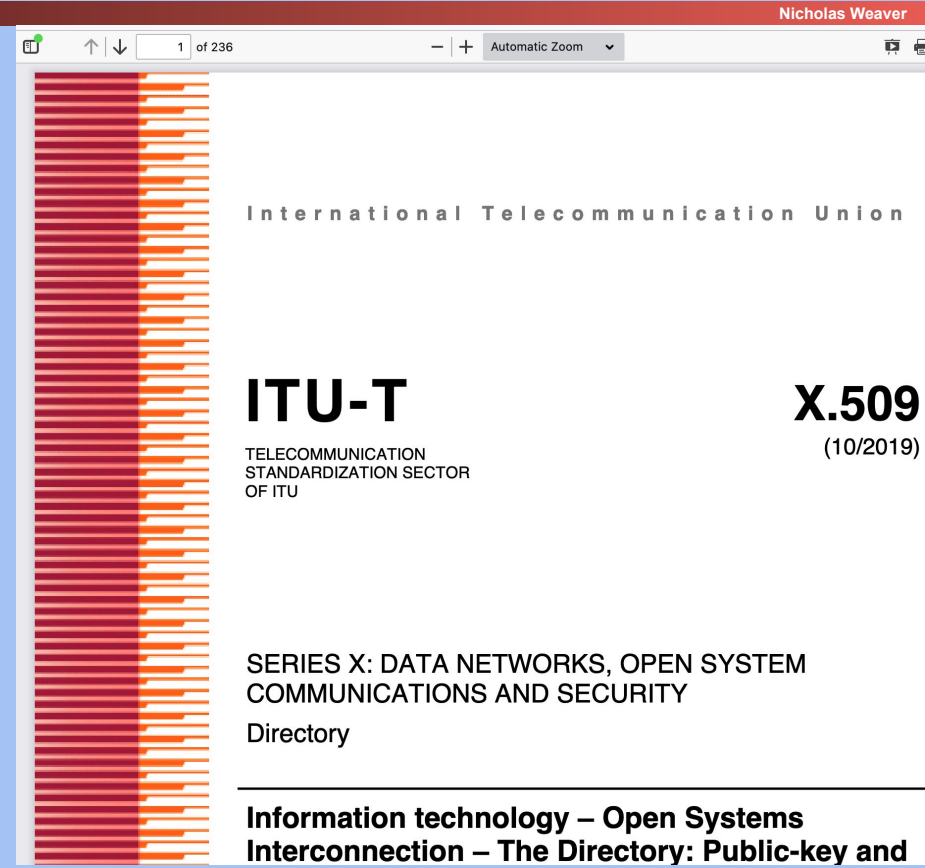 Nicholas Weaver
1 of 236
Automatic Zoom
International Telecommunication Union
ITU-T
X.509
(10/2019)
TELECOMMUNICATION
STANDARDIZATION SECTOR
OF ITU
SERIES X: DATA NETWORKS, OPEN SYSTEM
COMMUNICATIONS AND SECURITY
Directory
Information technology – Open Systems
Interconnection – The Directory: Public-key and